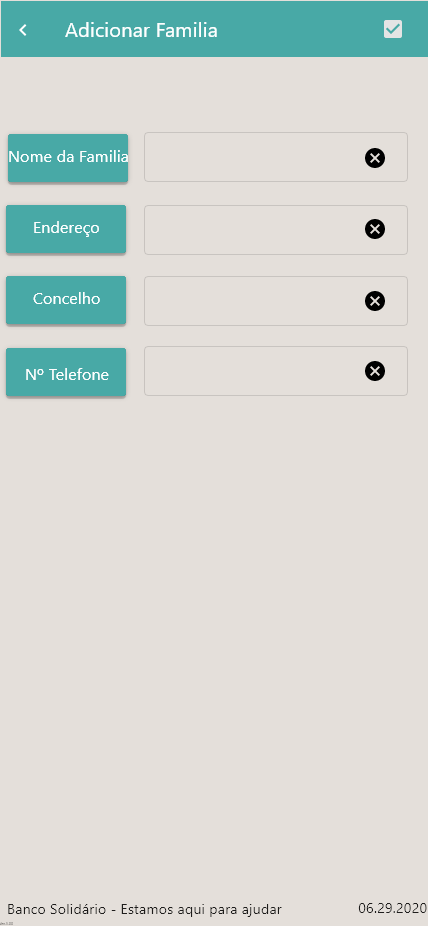 Adicionar Familia
Nome da Familia
Endereço
Concelho
Nº Telefone
Banco Solidário - Estamos aqui para ajudar
06.29.2020